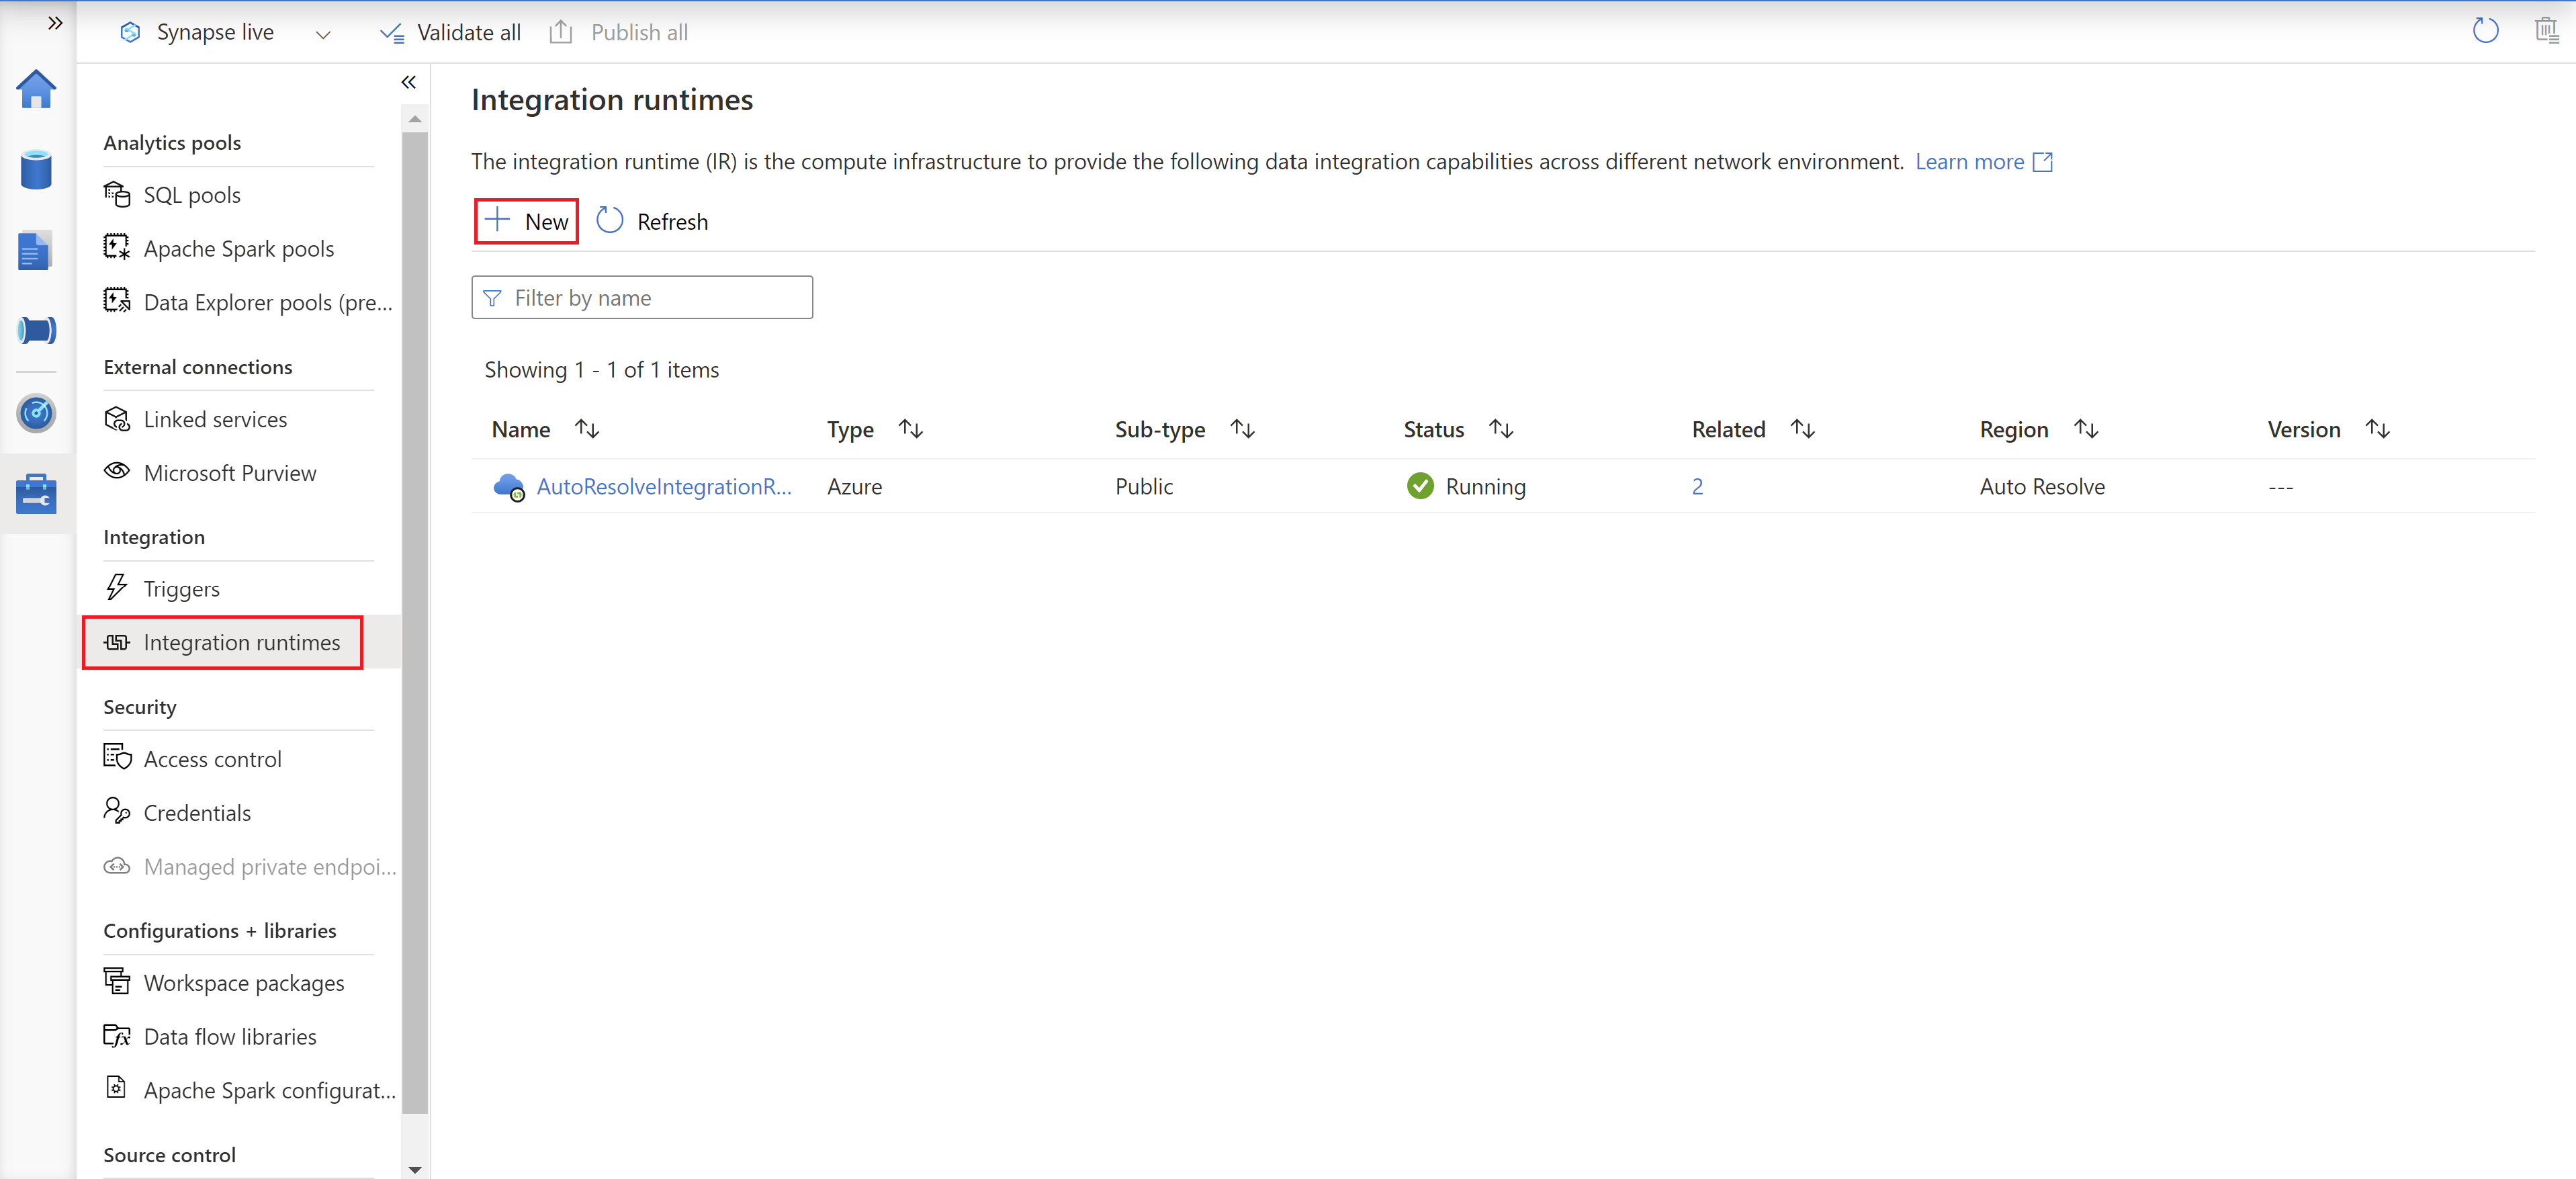 Synapse live
Validate all
Publish all
Analytics pools
SQL pools
Apache Spark pools
Data Explorer pools (pre...
External connections
Linked services
Microsoft Purview
Integration
Triggers
Integration runtimes
Security
Access control
Credentials
Managed private endpoi...
Configurations + libraries
Workspace packages
Data flow libraries
Apache Spark configurat...
Source control
Integration runtimes
The integration runtime (IR) is the compute infrastructure to provide the following data integration capabilities across different network environment. Learn more
New Refresh
Filter by name
Showing 1 - 1 of 1 items
Name Type Sub-type Status Related Region Version
AutoResolveIntegrationR... Azure Public Running 2 Auto Resolve ---